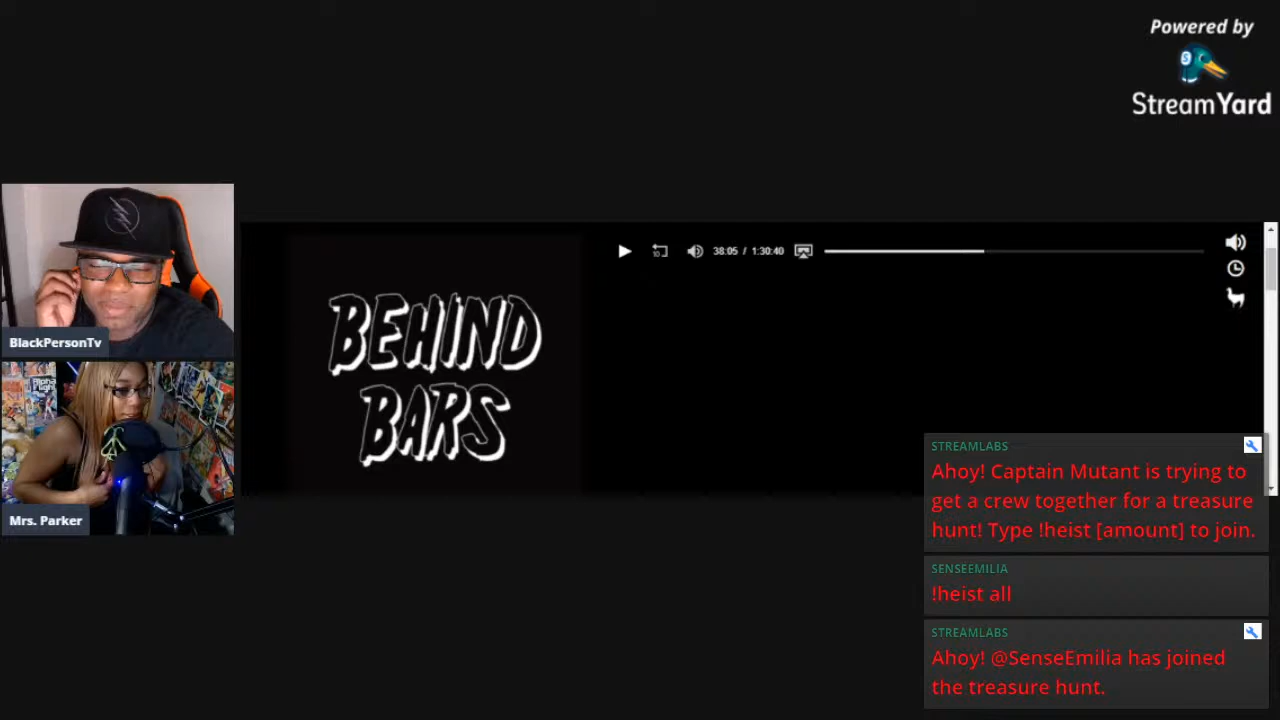 Powered by
StreamYard
38:05 / 1:30:40
BEHIND
BARS
BlackPersonTv
Mrs. Parker
STREAMLABS
Ahoy! Captain Mutant is trying to
get a crew together for a treasure
hunt! Type !heist [amount] to join.
SENSEEMILIA
!heist all
STREAMLABS
Ahoy! @SenseEmilia has joined
the treasure hunt.